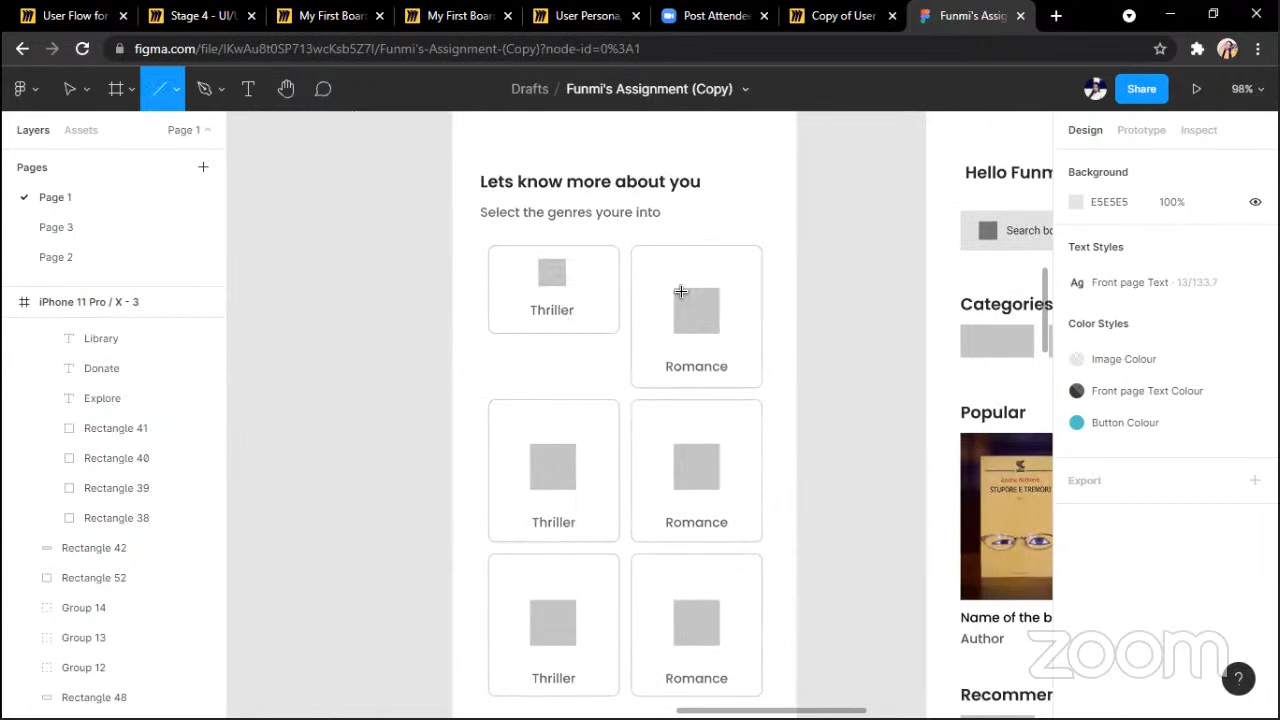 User Flow for
Stage 4 - UI/U
My First Boar
My First Boar
User Persona,
Post Attendee
Copy of User
Funmi's Assig
figma.com/file/lKwAu8t0SP713wcKsb5Z7I/Funmi's-Assignment-(Copy)?node-id=0%3A1
Drafts / Funmi's Assignment (Copy)
Share
98%
Layers
Assets
Page 1
Pages
Page 1
Page 3
Page 2
iPhone 11 Pro / X - 3
Library
Donate
Explore
Rectangle 41
Rectangle 40
Rectangle 39
Rectangle 38
Rectangle 42
Rectangle 52
Group 14
Group 13
Group 12
Rectangle 48
Lets know more about you
Select the genres youre into
Thriller
Romance
Thriller
Romance
Thriller
Romance
Hello Funm
Search bo
Categories
Popular
STUPORE E TREMORI
Name of the b
Author
Recommen
Design
Prototype
Inspect
Background
E5E5E5
100%
Text Styles
Ag Front page Text · 13/133.7
Color Styles
Image Colour
Front page Text Colour
Button Colour
Export
zoom
?